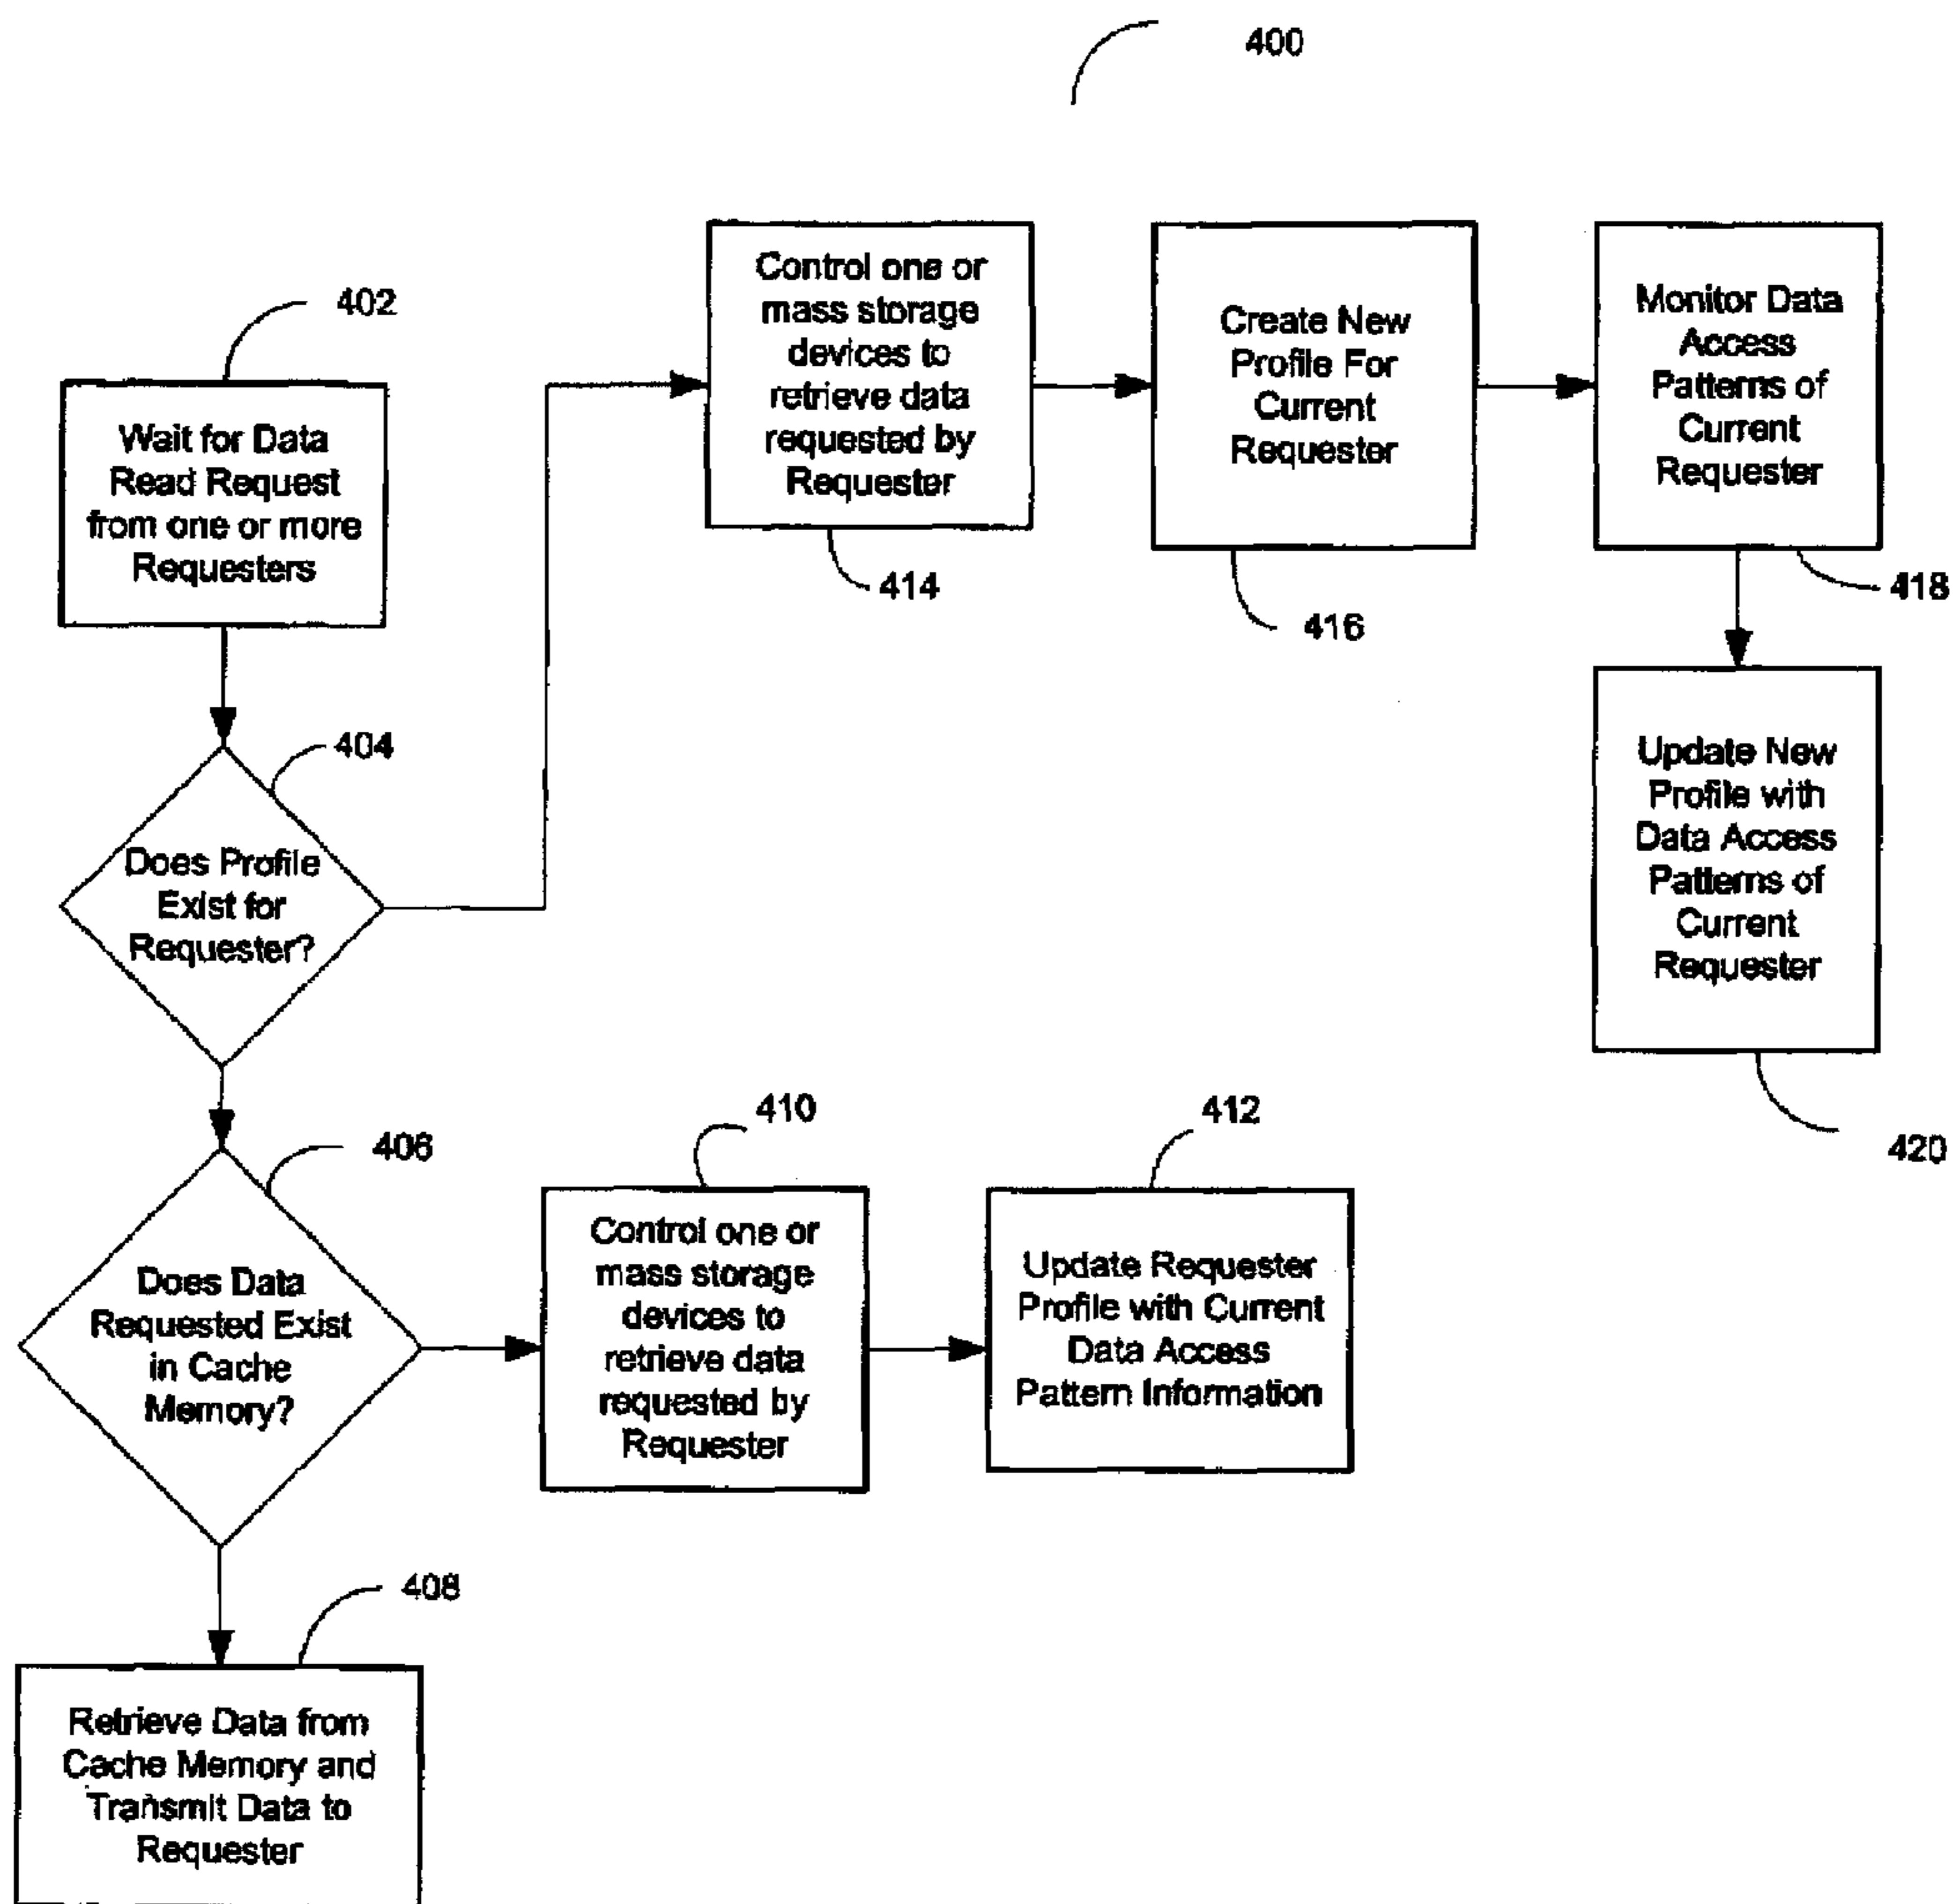 400
402
Wait for Data
Read Request
from one or more
Requesters
Control one or
mass storage
devices to
retrieve data
requested by
Requester
414
Create New
Profile For
Current
Requester
416
Monitor Data
Access
Patterns of
Current
Requester
418
404
Does Profile
Exist for
Requester?
Update New
Profile with
Data Access
Patterns of
Current
Requester
420
406
Does Data
Requested Exist
in Cache
Memory?
410
Control one or
mass storage
devices to
retrieve data
requested by
Requester
412
Update Requester
Profile with Current
Data Access
Pattern Information
408
Retrieve Data from
Cache Memory and
Transmit Data to
Requester